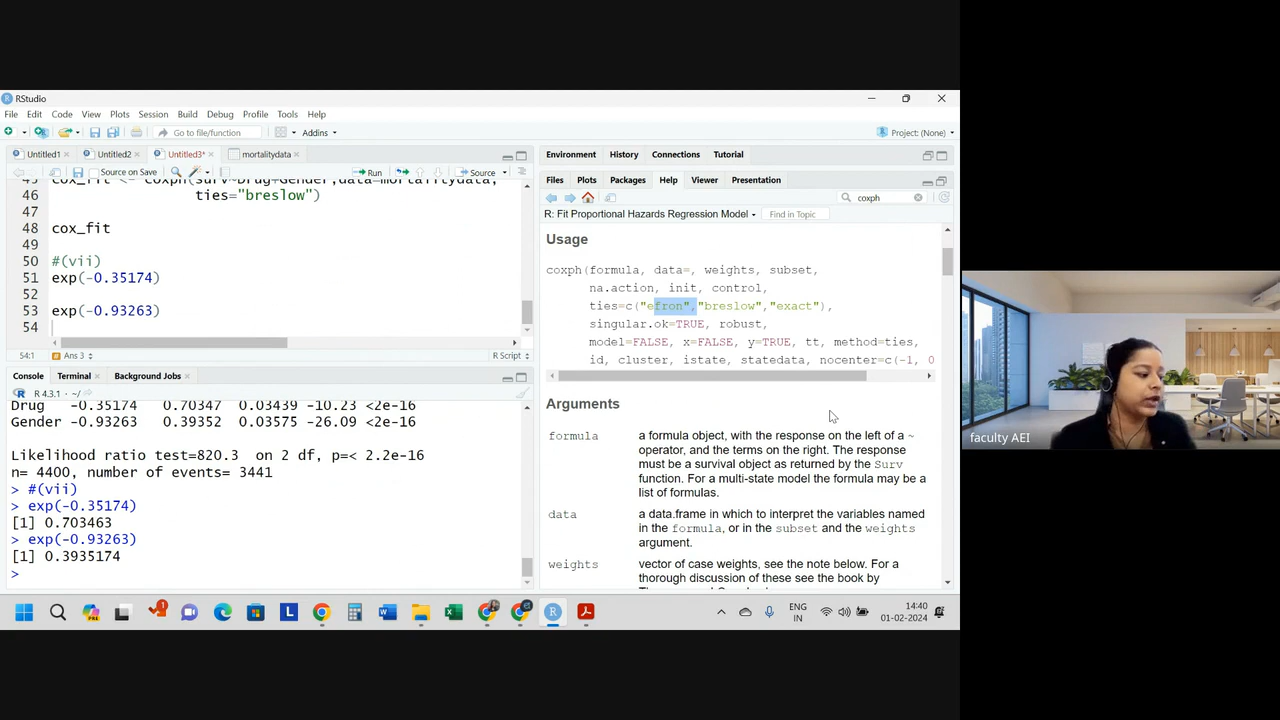 RStudio
File Edit Code View Plots Session Build Debug Profile Tools Help
Go to file/function
Addins
Project: (None)
Untitled1
Untitled2
Untitled3*
mortalitydata
Source on Save
Run
Source
45 cox_fit <- coxph(Surv~Drug+Gender,data=mortalitydata,
46 ties="breslow")
47
48 cox_fit
49
50 #(vii)
51 exp(-0.35174)
52
53 exp(-0.93263)
54
54:1 Ans 3 R Script
Console Terminal Background Jobs
R 4.3.1 · ~/
Drug -0.35174 0.70347 0.03439 -10.23 <2e-16
Gender -0.93263 0.39352 0.03575 -26.09 <2e-16
Likelihood ratio test=820.3 on 2 df, p=< 2.2e-16
n= 4400, number of events= 3441
> #(vii)
> exp(-0.35174)
[1] 0.703463
> exp(-0.93263)
[1] 0.3935174
>
Environment History Connections Tutorial
Files Plots Packages Help Viewer Presentation
coxph
R: Fit Proportional Hazards Regression Model
Find in Topic
Usage
coxph(formula, data=, weights, subset,
na.action, init, control,
ties=c("efron","breslow","exact"),
singular.ok=TRUE, robust,
model=FALSE, x=FALSE, y=TRUE, tt, method=ties,
id, cluster, istate, statedata, nocenter=c(-1, 0
Arguments
formula a formula object, with the response on the left of a ~
operator, and the terms on the right. The response
must be a survival object as returned by the Surv
function. For a multi-state model the formula may be a
list of formulas.
data a data.frame in which to interpret the variables named
in the formula, or in the subset and the weights
argument.
weights vector of case weights, see the note below. For a
thorough discussion of these see the book by
faculty AEI
ENG
IN
14:40
01-02-2024